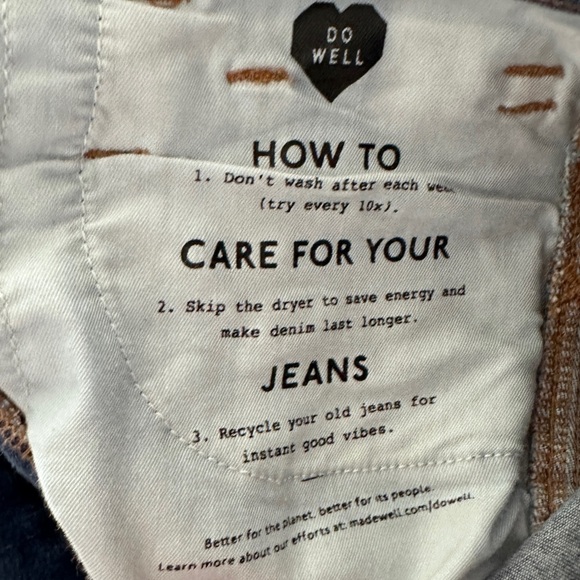 DO
WELL
HOW TO
1. Don't wash after each
(try every 10x).
CARE FOR YOUR
2. Skip the dryer to save energy and
make denim last longer.
JEANS
3. Recycle your old jeans for
instant good vibes.
Better for the planet, better for its people.
Learn more about our efforts at: madewell.com/dowell.